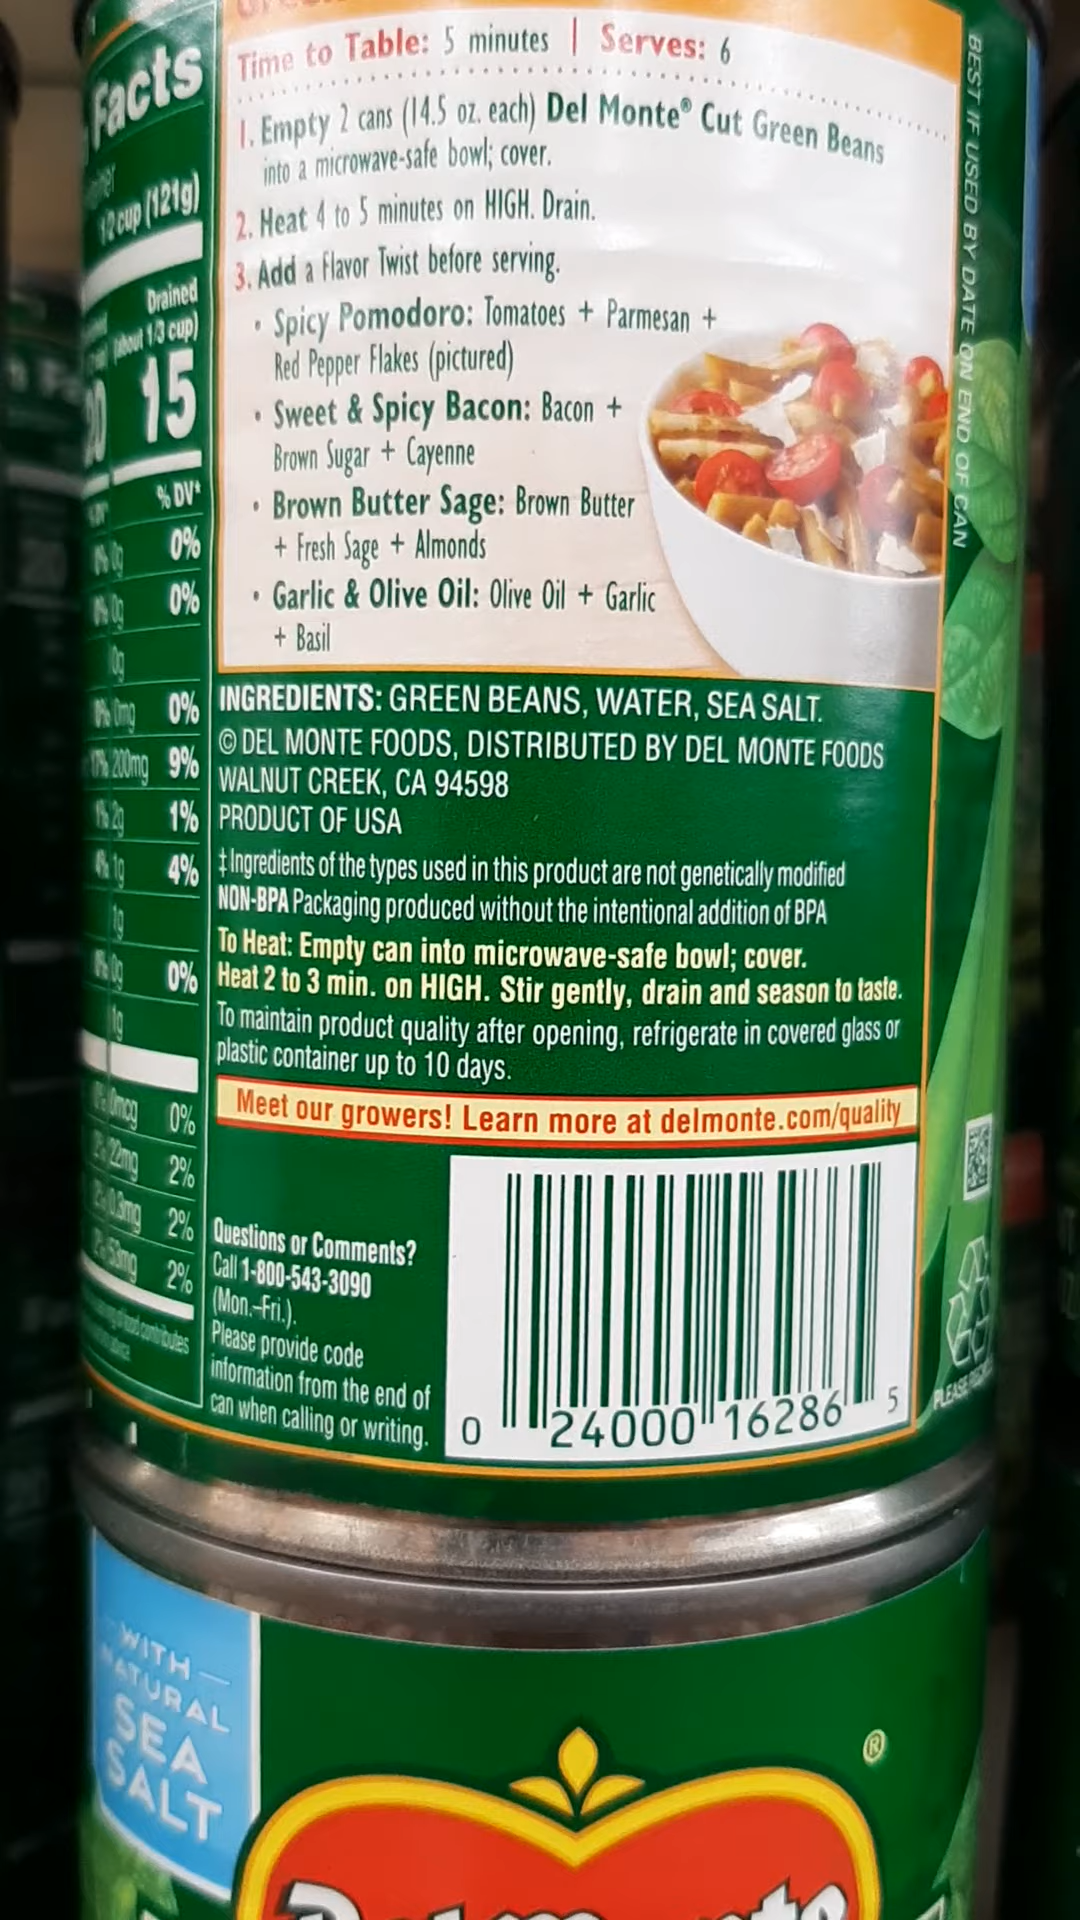 Facts
1/2 cup (121g)
Drained
(about 1/3 cup)
15
% DV*
0g 0%
0g 0%
0g
0mg 0%
200mg 9%
2g 1%
1g 4%
1g
0g 0%
1g
0mcg 0%
22mg 2%
0.3mg 2%
53mg 2%
Time to Table: 5 minutes | Serves: 6
1. Empty 2 cans (14.5 oz. each) Del Monte® Cut Green Beans
into a microwave-safe bowl; cover.
2. Heat 4 to 5 minutes on HIGH. Drain.
3. Add a Flavor Twist before serving.
• Spicy Pomodoro: Tomatoes + Parmesan +
Red Pepper Flakes (pictured)
• Sweet & Spicy Bacon: Bacon +
Brown Sugar + Cayenne
• Brown Butter Sage: Brown Butter
+ Fresh Sage + Almonds
• Garlic & Olive Oil: Olive Oil + Garlic
+ Basil
INGREDIENTS: GREEN BEANS, WATER, SEA SALT.
© DEL MONTE FOODS, DISTRIBUTED BY DEL MONTE FOODS
WALNUT CREEK, CA 94598
PRODUCT OF USA
‡ Ingredients of the types used in this product are not genetically modified
NON-BPA Packaging produced without the intentional addition of BPA
To Heat: Empty can into microwave-safe bowl; cover.
Heat 2 to 3 min. on HIGH. Stir gently, drain and season to taste.
To maintain product quality after opening, refrigerate in covered glass or
plastic container up to 10 days.
Meet our growers! Learn more at delmonte.com/quality
Questions or Comments?
Call 1-800-543-3090
(Mon.–Fri.).
Please provide code
information from the end of
can when calling or writing.
0 24000 16286 5
BEST IF USED BY DATE ON END OF CAN
PLEASE
WITH
NATURAL
SEA
SALT
®
Del Monte